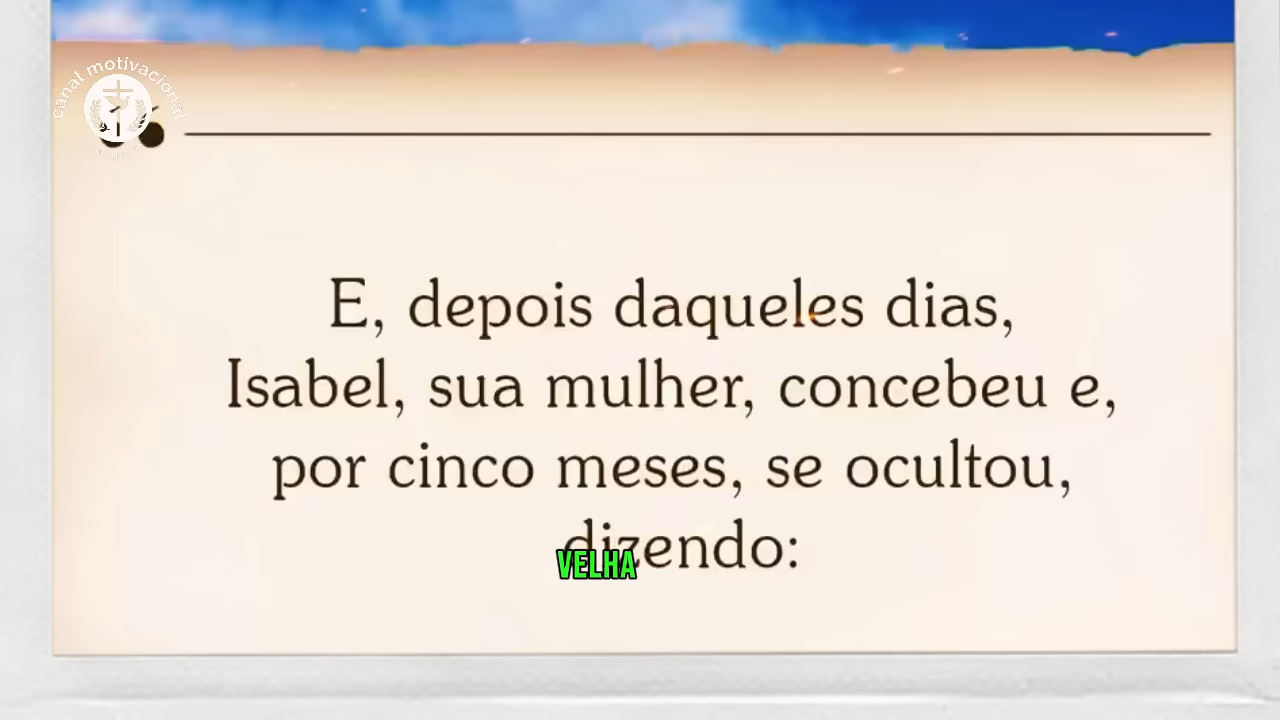 canal motivacional
E, depois daqueles dias,
Isabel, sua mulher, concebeu e,
por cinco meses, se ocultou,
dizendo:
VELHA